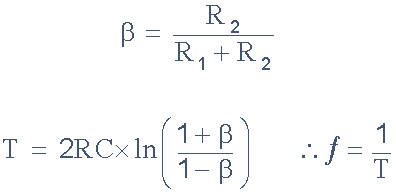 β = R₂ / (R₁ + R₂)
T = 2RC×ln((1 + β) / (1 − β)) ∴ f = 1 / T